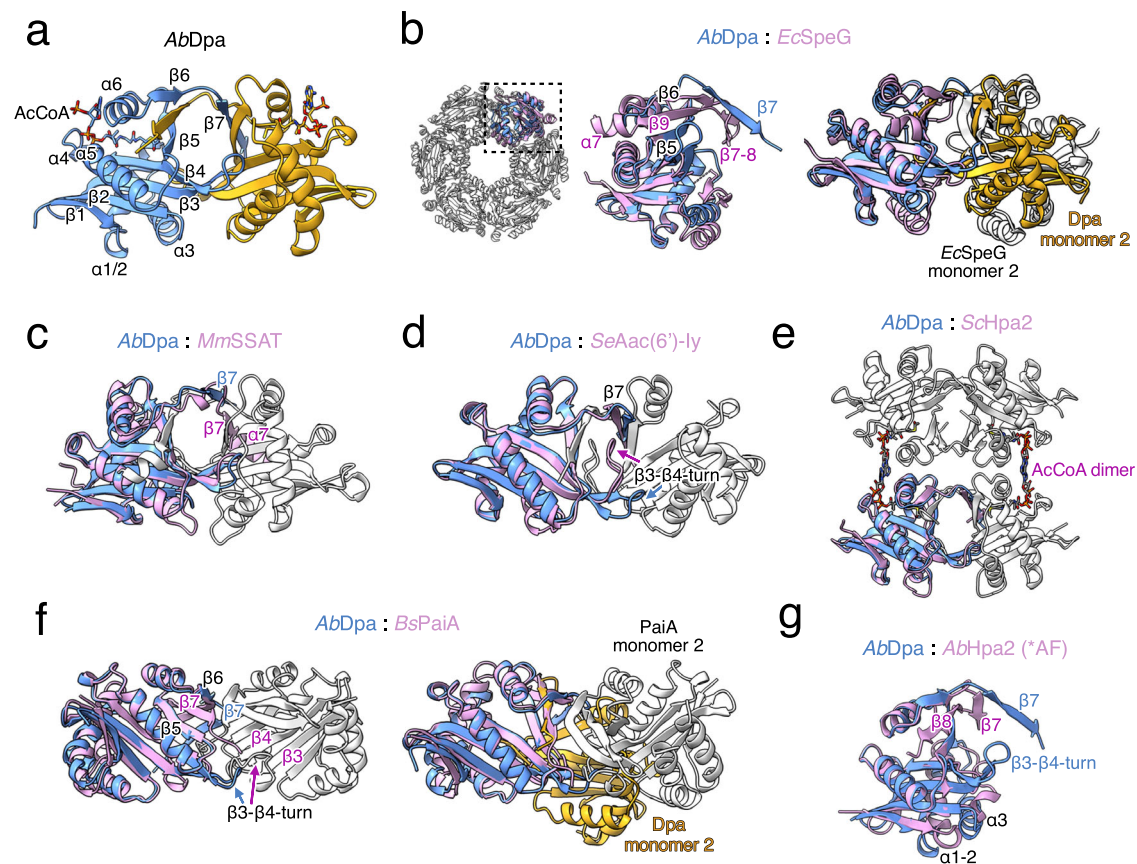 a
AbDpa
α6
β6
AcCoA
β7
β5
α4
α5
β4
β2
β3
β1
α3
α1/2
b
AbDpa : EcSpeG
β6
β7
β9
α7
β5
β7-8
Dpa
monomer 2
EcSpeG
monomer 2
c
AbDpa : MmSSAT
β7
β7
α7
d
AbDpa : SeAac(6')-Iy
β7
β3-β4-turn
e
AbDpa : ScHpa2
AcCoA dimer
f
AbDpa : BsPaiA
β6
β7
β7
β5
β4
β3
β3-β4-turn
PaiA
monomer 2
Dpa
monomer 2
g
AbDpa : AbHpa2 (*AF)
β7
β8
β7
β3-β4-turn
α3
α1-2